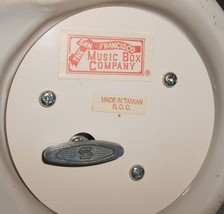 THE SAN FRANCISCO
MUSIC BOX
COMPANY ®
MADE IN TAIWAN
R.O.C.